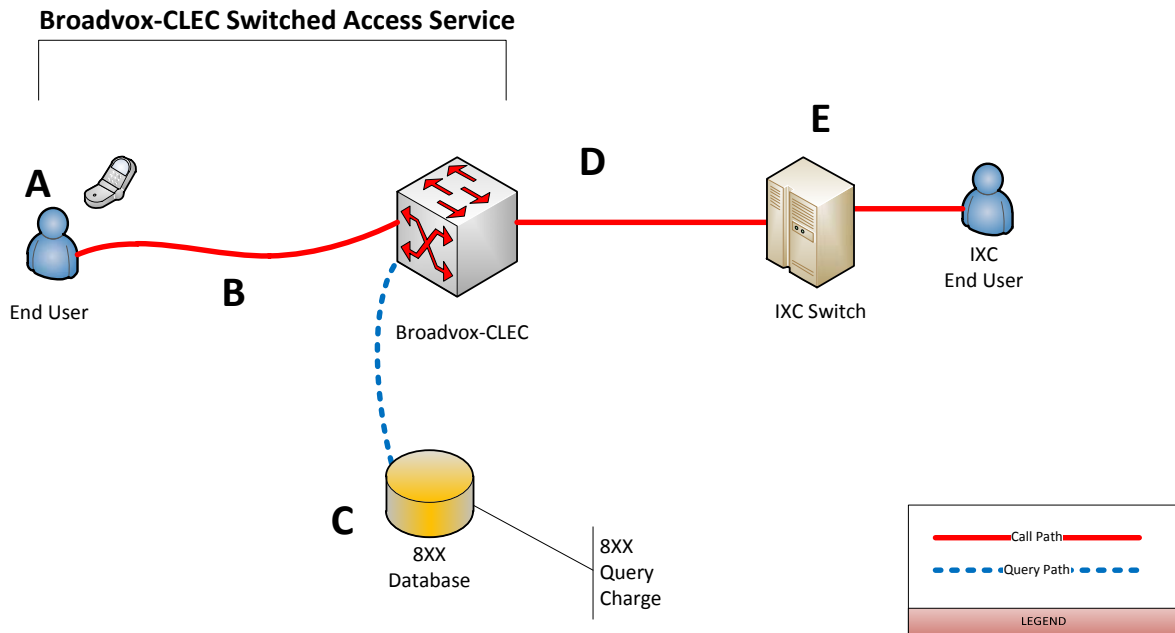 Broadvox-CLEC Switched Access Service
A
B
C
D
E
End User
Broadvox-CLEC
IXC Switch
IXC
End User
8XX
Database
8XX
Query
Charge
Call Path
Query Path
LEGEND